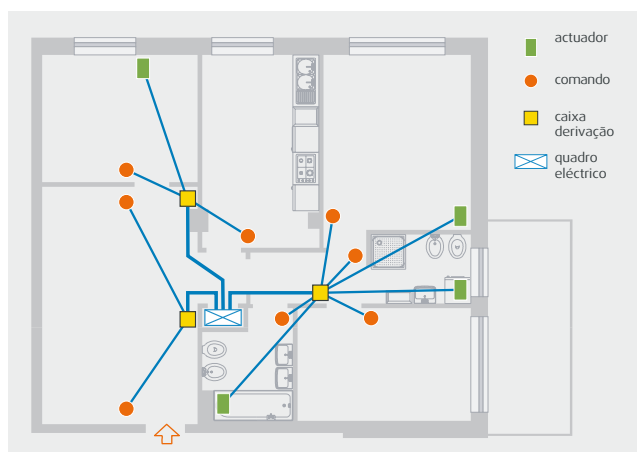 actuador
comando
caixa
derivação
quadro
eléctrico